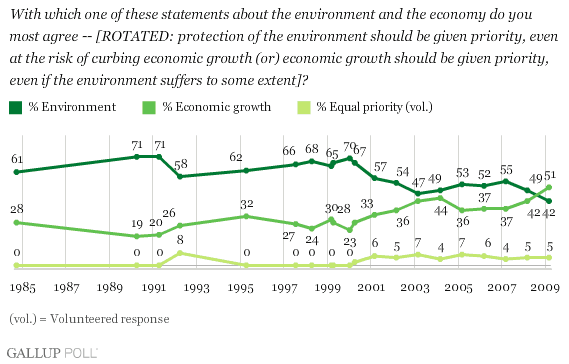 With which one of these statements about the environment and the economy do you
most agree -- [ROTATED: protection of the environment should be given priority, even
at the risk of curbing economic growth (or) economic growth should be given priority,
even if the environment suffers to some extent]?
% Environment % Economic growth % Equal priority (vol.)
61 71 71 58 62 66 68 65 70 67 57 54 47 49 53 52 55 49 51
28 19 20 26 32 27 24 30 28 23 33 36 42 44 36 37 37 42 42
0 0 0 8 0 0 0 0 0 6 5 7 4 7 6 4 5 5
1985 1987 1989 1991 1993 1995 1997 1999 2001 2003 2005 2007 2009
(vol.) = Volunteered response
GALLUP POLL